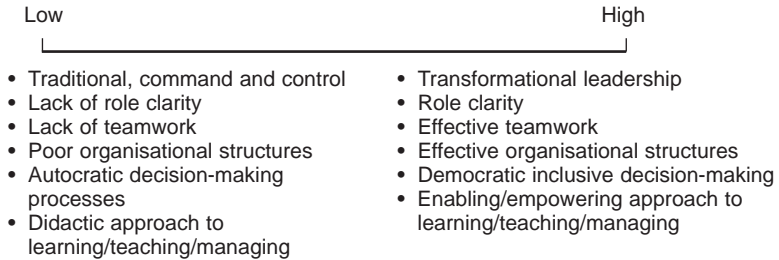 Low High
• Traditional, command and control
• Lack of role clarity
• Lack of teamwork
• Poor organisational structures
• Autocratic decision-making
processes
• Didactic approach to
learning/teaching/managing
• Transformational leadership
• Role clarity
• Effective teamwork
• Effective organisational structures
• Democratic inclusive decision-making
• Enabling/empowering approach to
learning/teaching/managing